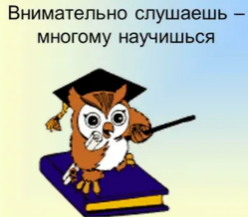 Внимательно слушаешь –
многому научишься